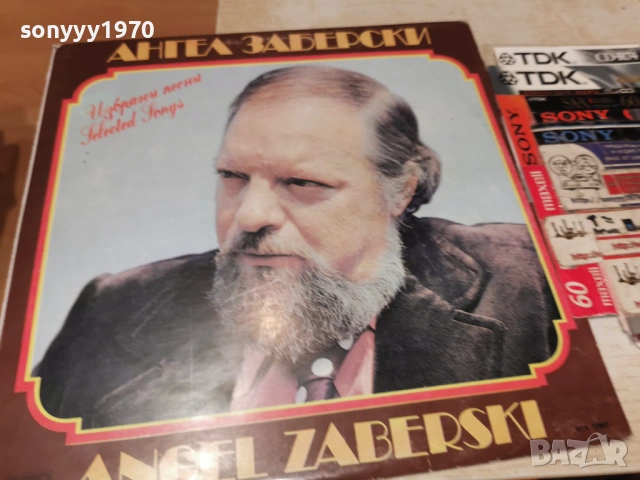 sonyyy1970
АНГЕЛ ЗАБЕРСКИ
Избрани песни
Selected Songs
ANGEL ZABERSKI
TDK
TDK
SONY
SONY
SONY
maxell
60 maxell
BAZAR